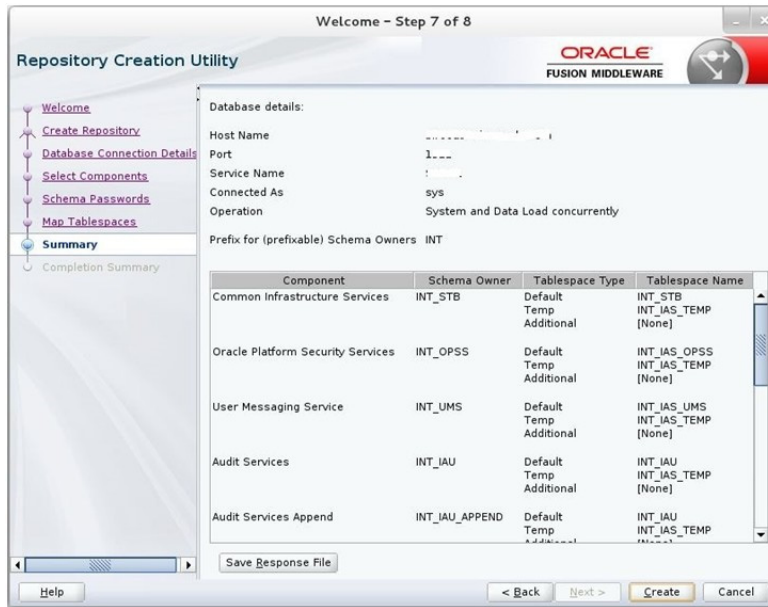 Welcome - Step 7 of 8
Repository Creation Utility
ORACLE
FUSION MIDDLEWARE
Welcome
Create Repository
Database Connection Details
Select Components
Schema Passwords
Map Tablespaces
Summary
Completion Summary
Database details:
Host Name
Port
Service Name
Connected As sys
Operation System and Data Load concurrently
Prefix for (prefixable) Schema Owners INT
Component Schema Owner Tablespace Type Tablespace Name
Common Infrastructure Services INT_STB Default INT_STB
Temp INT_IAS_TEMP
Additional [None]
Oracle Platform Security Services INT_OPSS Default INT_IAS_OPSS
Temp INT_IAS_TEMP
Additional [None]
User Messaging Service INT_UMS Default INT_IAS_UMS
Temp INT_IAS_TEMP
Additional [None]
Audit Services INT_IAU Default INT_IAU
Temp INT_IAS_TEMP
Additional [None]
Audit Services Append INT_IAU_APPEND Default INT_IAU
Temp INT_IAS_TEMP
Save Response File
Help
< Back Next > Create Cancel